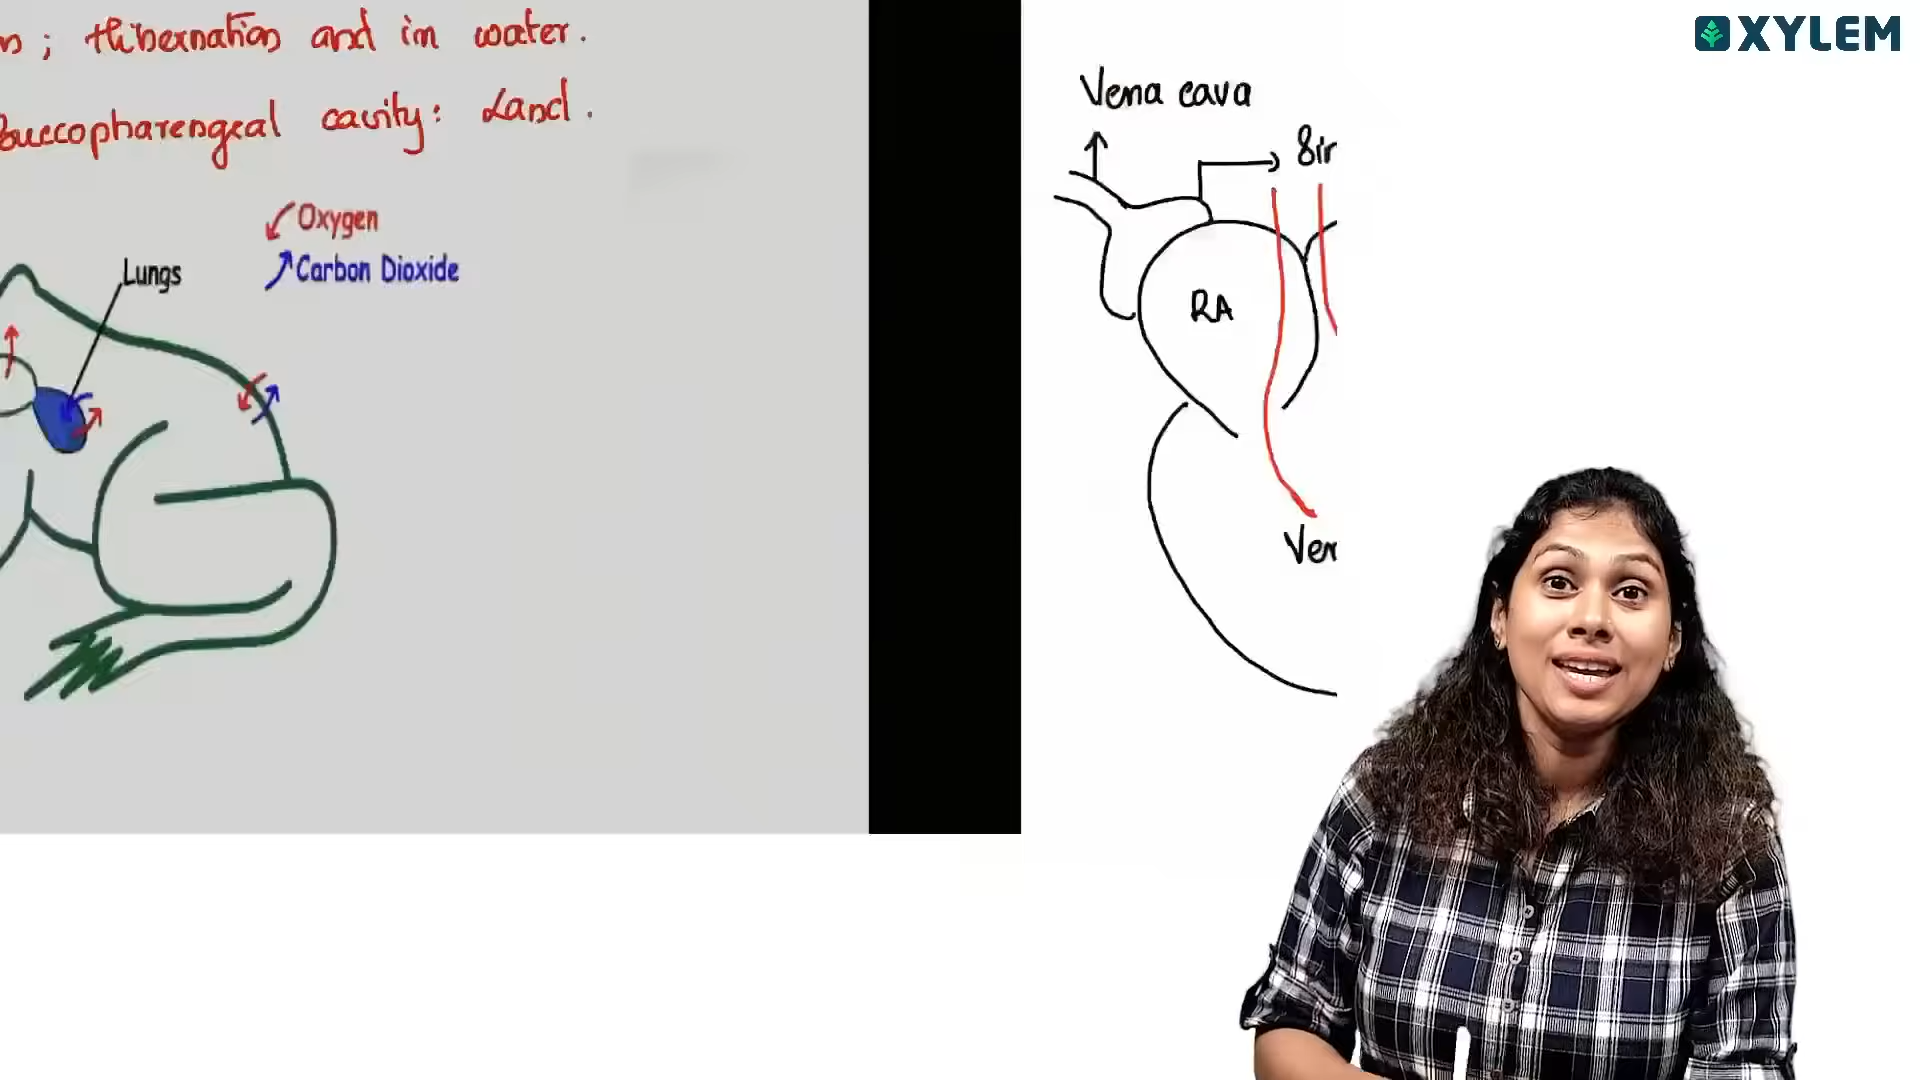 ; Hibernation and in water.
Buccopharengeal cavity: Land.
Oxygen
Carbon Dioxide
Lungs
Vena cava
RA
XYLEM